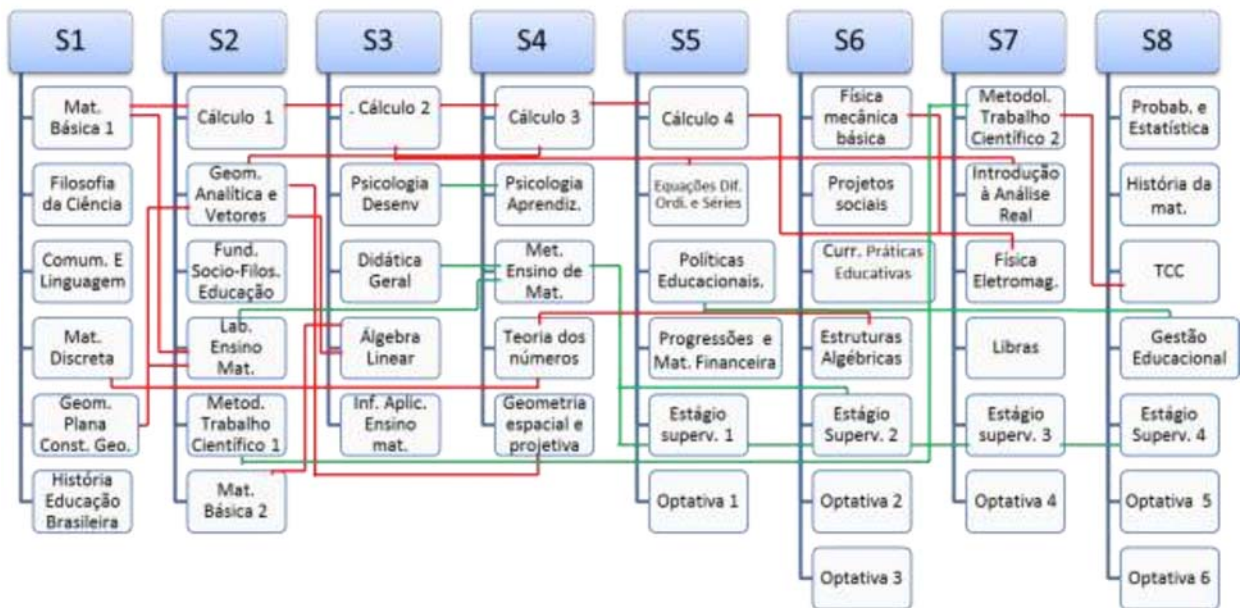 S1
S2
S3
S4
S5
S6
S7
S8
Mat.
Básica 1
Filosofia
da Ciência
Comum. E
Linguagem
Mat.
Discreta
Geom.
Plana
Const. Geo.
História
Educação
Brasileira
Cálculo 1
Geom.
Analítica e
Vetores
Fund.
Socio-Filos.
Educação
Lab.
Ensino
Mat.
Metod.
Trabalho
Científico 1
Mat.
Básica 2
. Cálculo 2
Psicologia
Desenv
Didática
Geral
Álgebra
Linear
Inf. Aplic.
Ensino
mat.
Cálculo 3
Psicologia
Aprendiz.
Met.
Ensino de
Mat.
Teoria dos
números
Geometria
espacial e
projetiva
Cálculo 4
Equações Dif.
Ordi. e Séries
Políticas
Educacionais.
Progressões e
Mat. Financeira
Estágio
superv. 1
Optativa 1
Física
mecânica
básica
Projetos
sociais
Curr. Práticas
Educativas
Estruturas
Algébricas
Estágio
Superv. 2
Optativa 2
Optativa 3
Metodol.
Trabalho
Científico 2
Introdução
à Análise
Real
Física
Eletromag.
Libras
Estágio
superv. 3
Optativa 4
Probab. e
Estatística
História da
mat.
TCC
Gestão
Educacional
Estágio
Superv. 4
Optativa 5
Optativa 6